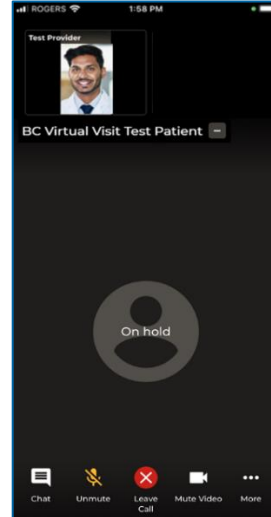 ROGERS 1:58 PM
Test Provider
BC Virtual Visit Test Patient
On hold
Chat Unmute Leave Call Mute Video More